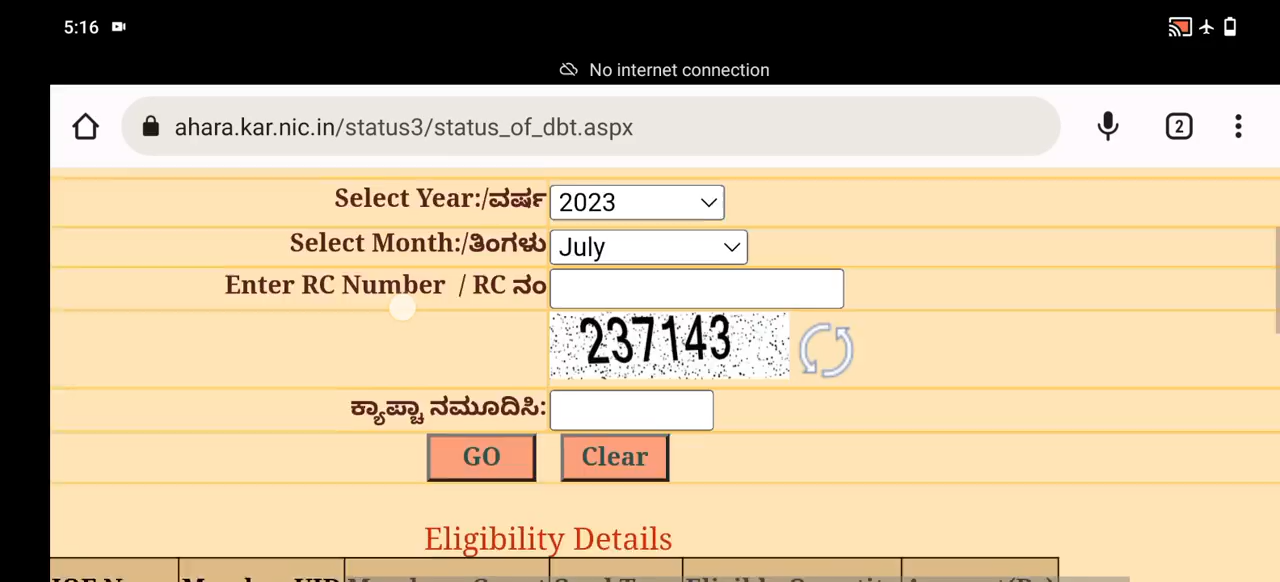 5:16
No internet connection
ahara.kar.nic.in/status3/status_of_dbt.aspx
2
Select Year:/ವರ್ಷ 2023
Select Month:/ತಿಂಗಳು July
Enter RC Number / RC ನಂ
237143
ಕ್ಯಾಪ್ಚಾ ನಮೂದಿಸಿ:
GO Clear
Eligibility Details